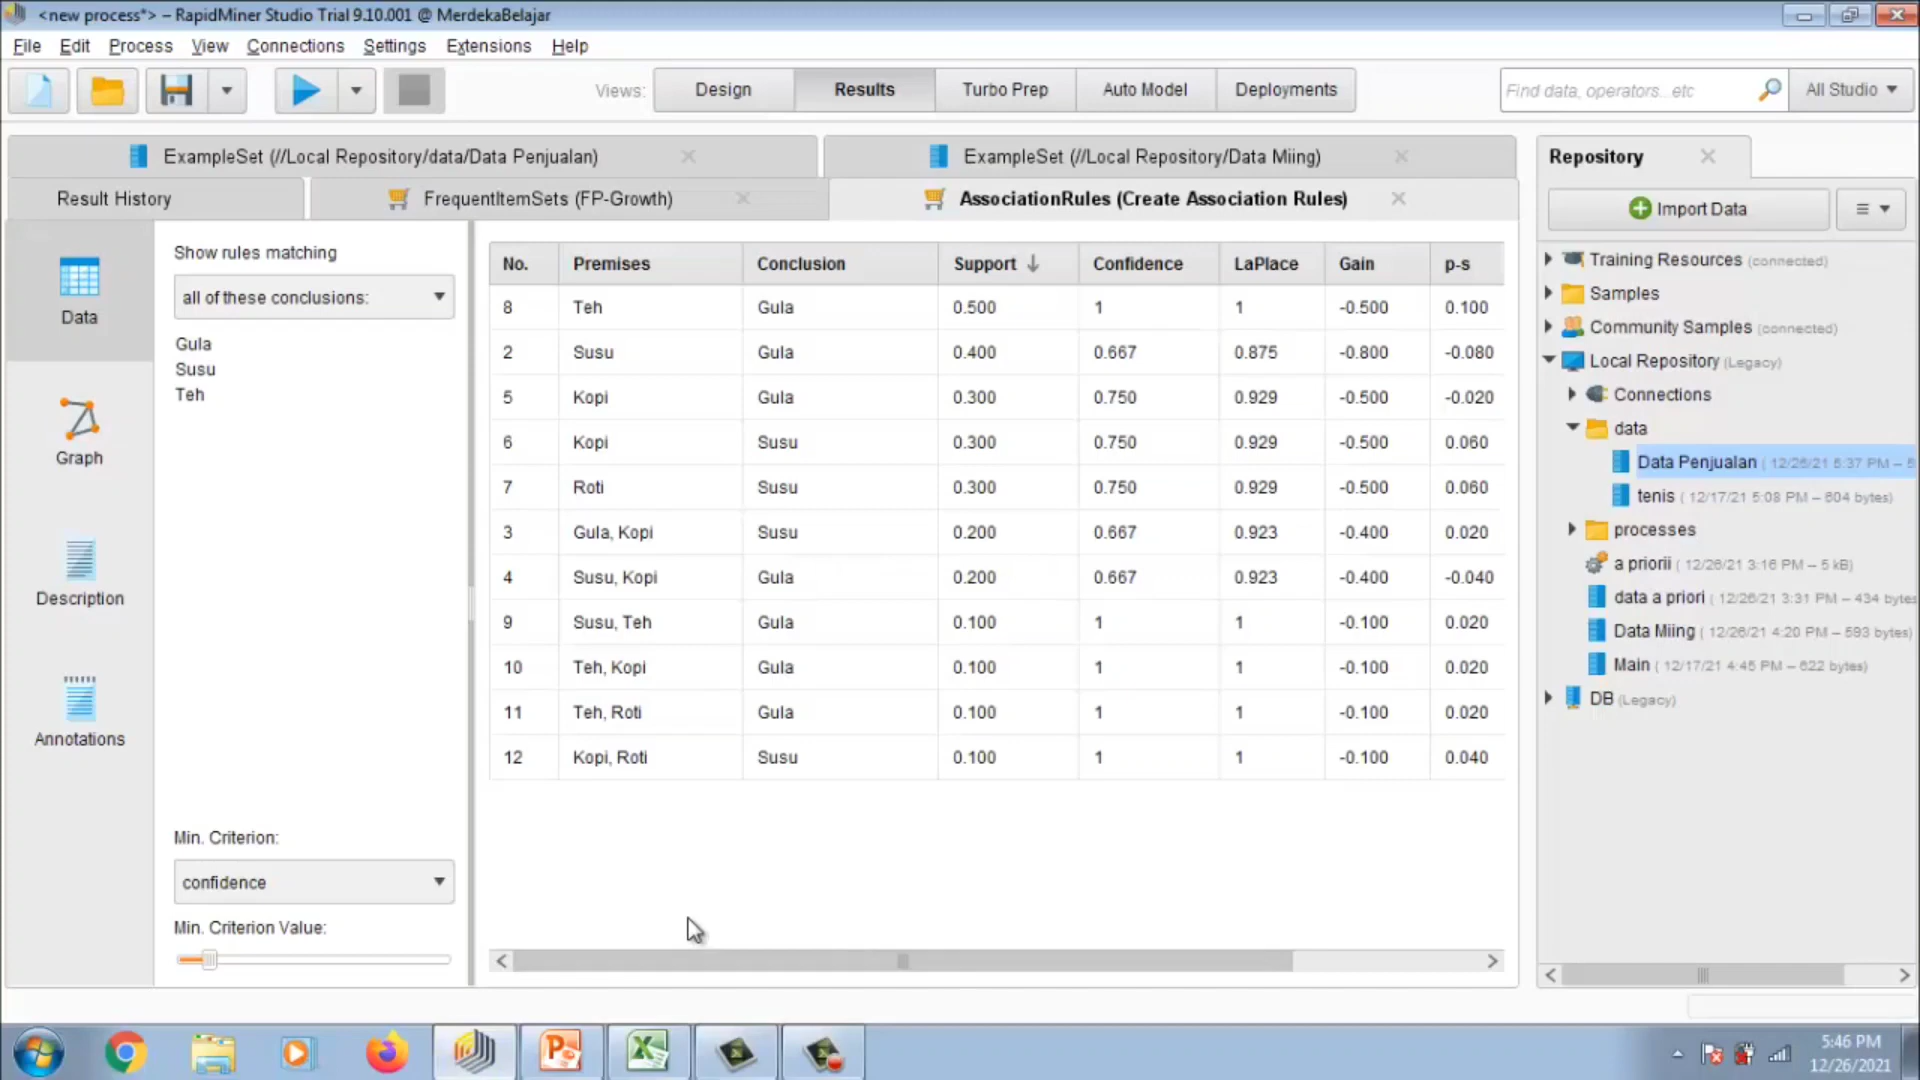 <new process*> – RapidMiner Studio Trial 9.10.001 @ MerdekaBelajar
File Edit Process View Connections Settings Extensions Help
Views: Design Results Turbo Prep Auto Model Deployments
Find data, operators...etc
All Studio
ExampleSet (//Local Repository/data/Data Penjualan)
ExampleSet (//Local Repository/Data Miing)
Result History
FrequentItemSets (FP-Growth)
AssociationRules (Create Association Rules)
Data
Graph
Description
Annotations
Show rules matching
all of these conclusions:
Gula
Susu
Teh
Min. Criterion:
confidence
Min. Criterion Value:
No. Premises Conclusion Support Confidence LaPlace Gain p-s
8 Teh Gula 0.500 1 1 -0.500 0.100
2 Susu Gula 0.400 0.667 0.875 -0.800 -0.080
5 Kopi Gula 0.300 0.750 0.929 -0.500 -0.020
6 Kopi Susu 0.300 0.750 0.929 -0.500 0.060
7 Roti Susu 0.300 0.750 0.929 -0.500 0.060
3 Gula, Kopi Susu 0.200 0.667 0.923 -0.400 0.020
4 Susu, Kopi Gula 0.200 0.667 0.923 -0.400 -0.040
9 Susu, Teh Gula 0.100 1 1 -0.100 0.020
10 Teh, Kopi Gula 0.100 1 1 -0.100 0.020
11 Teh, Roti Gula 0.100 1 1 -0.100 0.020
12 Kopi, Roti Susu 0.100 1 1 -0.100 0.040
Repository
Import Data
Training Resources (connected)
Samples
Community Samples (connected)
Local Repository (Legacy)
Connections
data
Data Penjualan ( 12/26/21 5:37 PM –
tenis ( 12/17/21 5:08 PM – 604 bytes)
processes
a priorii ( 12/26/21 3:16 PM – 5 kB)
data a priori ( 12/26/21 3:31 PM – 434 bytes
Data Miing ( 12/26/21 4:20 PM – 593 bytes)
Main ( 12/17/21 4:45 PM – 622 bytes)
DB (Legacy)
5:46 PM
12/26/2021